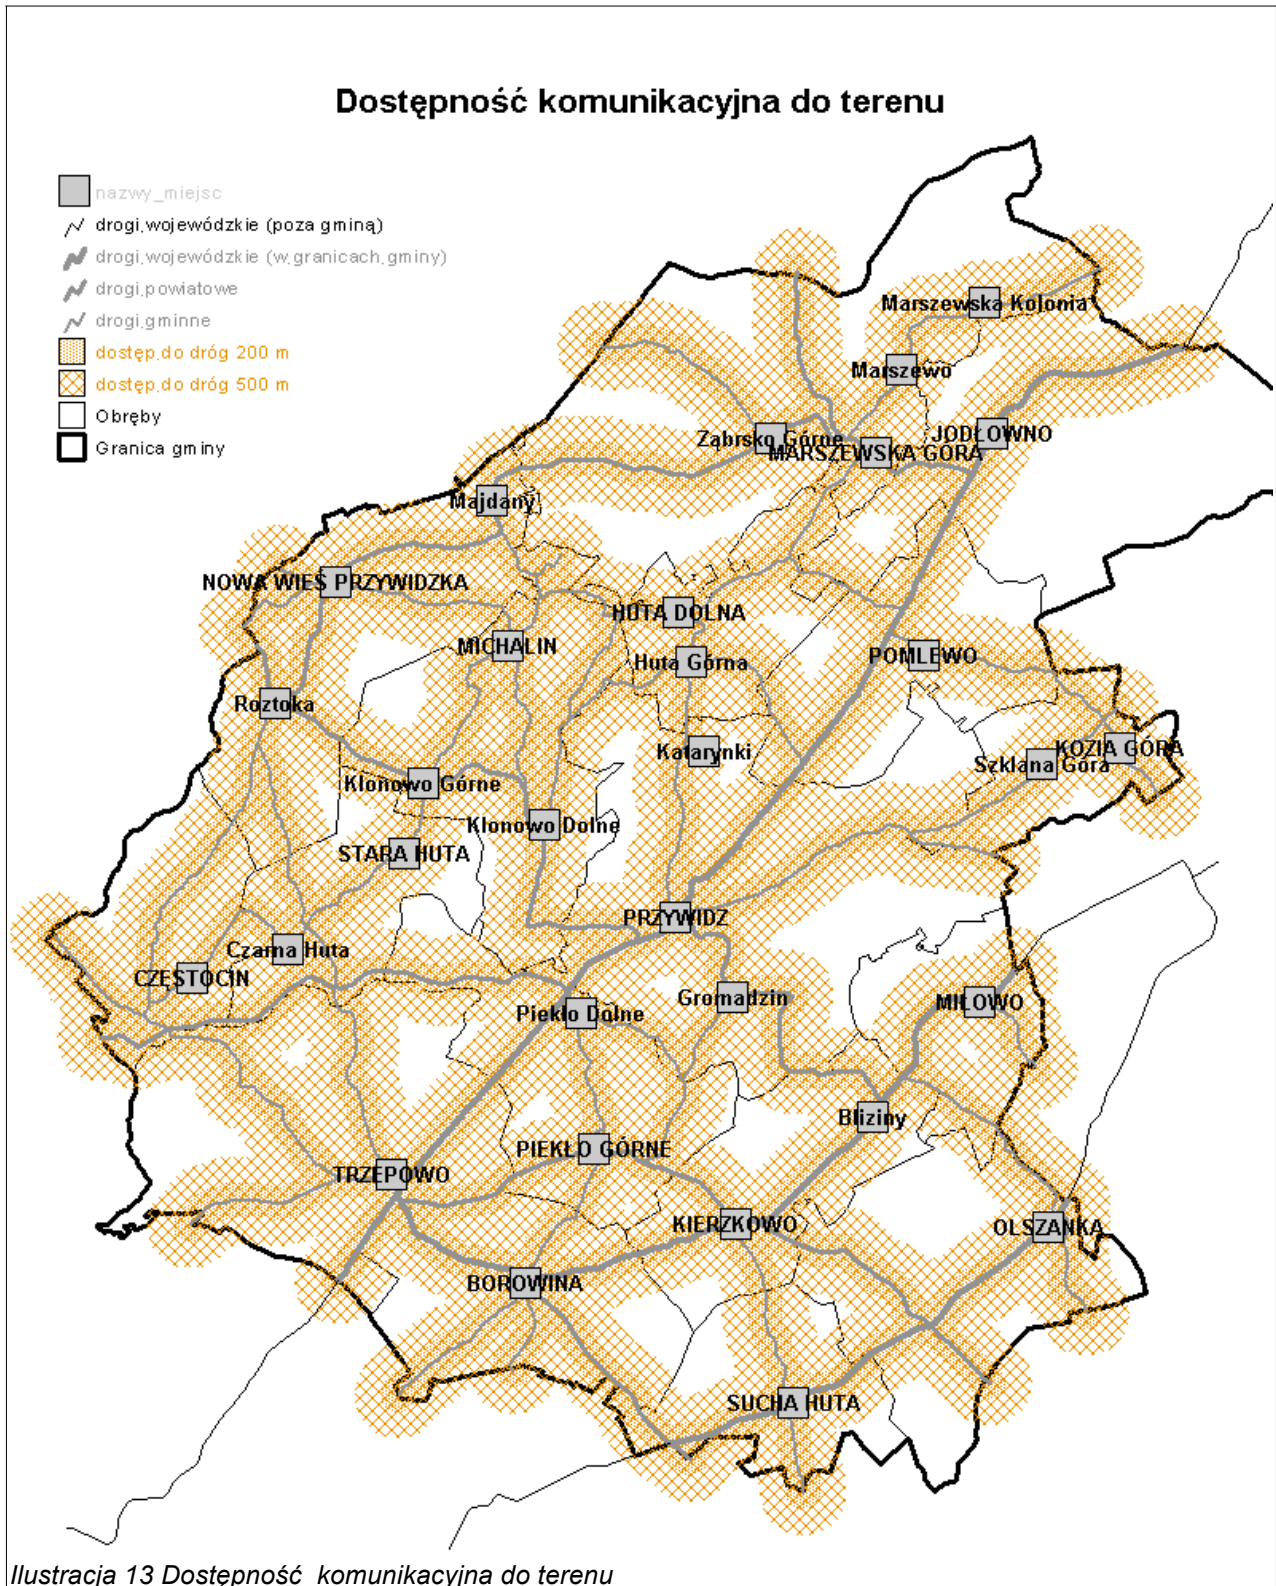 Dostępność komunikacyjna do terenu
nazwy_miejsc
drogi,wojewódzkie (poza gminą)
drogi,wojewódzkie (w,granicach,gminy)
drogi,powiatowe
drogi,gminne
dostęp,do dróg 200 m
dostęp,do dróg 500 m
Obręby
Granica gminy
Marszewska Kolonia
Marszewo
JODŁOWNO
Ząbrsko Górne
MARSZEWSKA GÓRA
Majdany
NOWA WIEŚ PRZYWIDZKA
HUTA DOLNA
MICHALIN
Huta Górna
POMLEWO
Roztoka
Katarynki
KOZIA GÓRA
Szklana Góra
Klonowo Górne
Klonowo Dolne
STARA HUTA
PRZYWIDZ
Czarna Huta
CZĘSTOCIN
Gromadzin
MIŁOWO
Piekło Dolne
Bliziny
PIEKŁO GÓRNE
TRZEPOWO
KIERZKOWO
OLSZANKA
BOROWINA
SUCHA HUTA
Ilustracja 13 Dostępność komunikacyjna do terenu